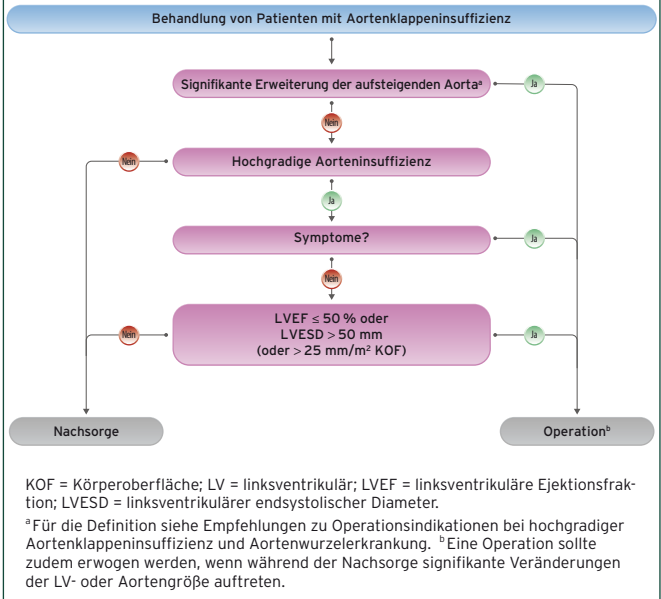 Behandlung von Patienten mit Aortenklappeninsuffizienz
Signifikante Erweiterung der aufsteigenden Aortaᵃ
Ja
Nein
Nein
Hochgradige Aorteninsuffizienz
Ja
Symptome?
Ja
Nein
LVEF ≤ 50 % oder
LVESD > 50 mm
(oder > 25 mm/m² KOF)
Nein
Ja
Nachsorge
Operationᵇ
KOF = Körperoberfläche; LV = linksventrikulär; LVEF = linksventrikuläre Ejektionsfrak-
tion; LVESD = linksventrikulärer endsystolischer Diameter.
ᵃ Für die Definition siehe Empfehlungen zu Operationsindikationen bei hochgradiger
Aortenklappeninsuffizienz und Aortenwurzelerkrankung. ᵇ Eine Operation sollte
zudem erwogen werden, wenn während der Nachsorge signifikante Veränderungen
der LV- oder Aortengröße auftreten.